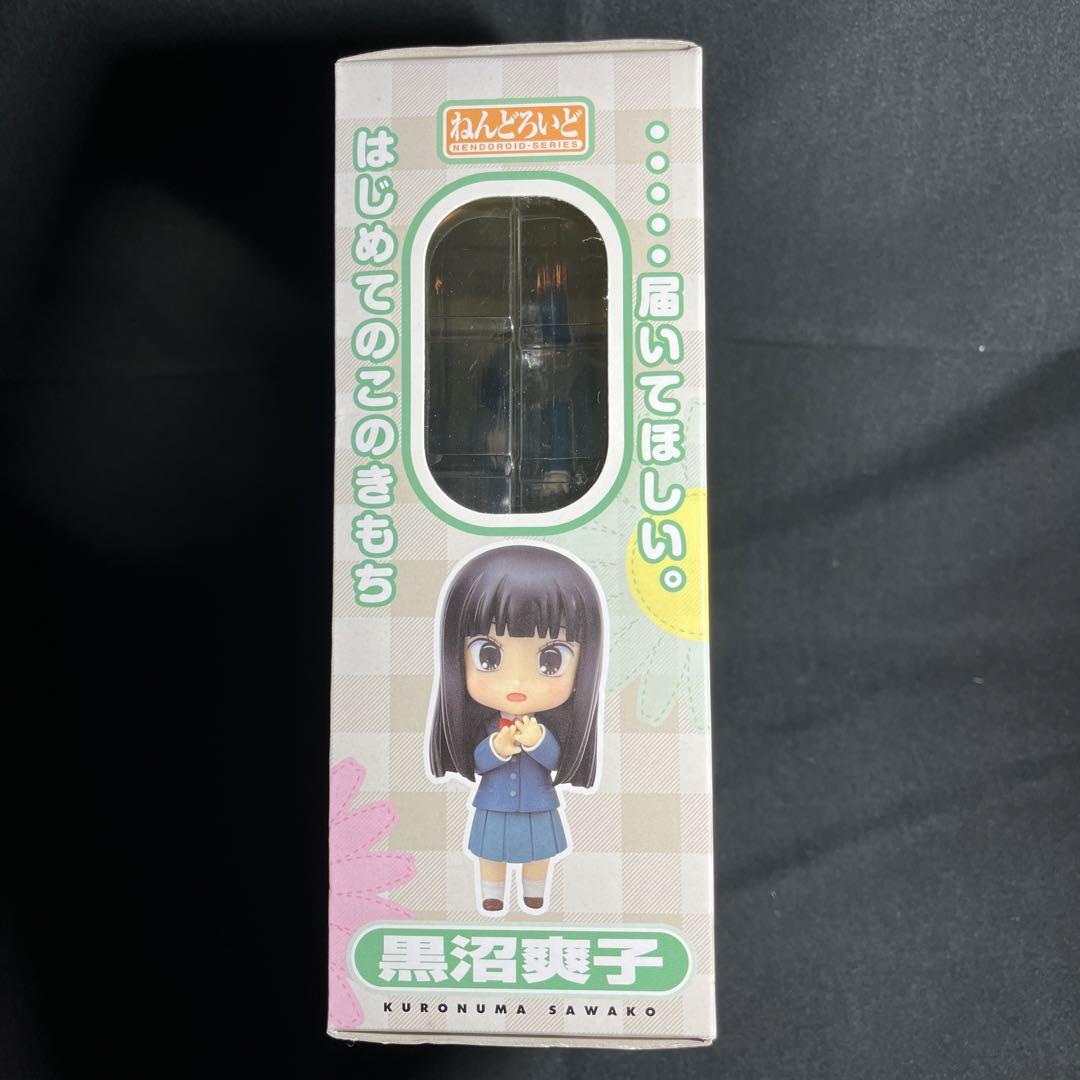 ねんどろいど
NENDOROID-SERIES
・・・・・届いてほしい。
はじめてのこのきもち
黒沼爽子
KURONUMA SAWAKO